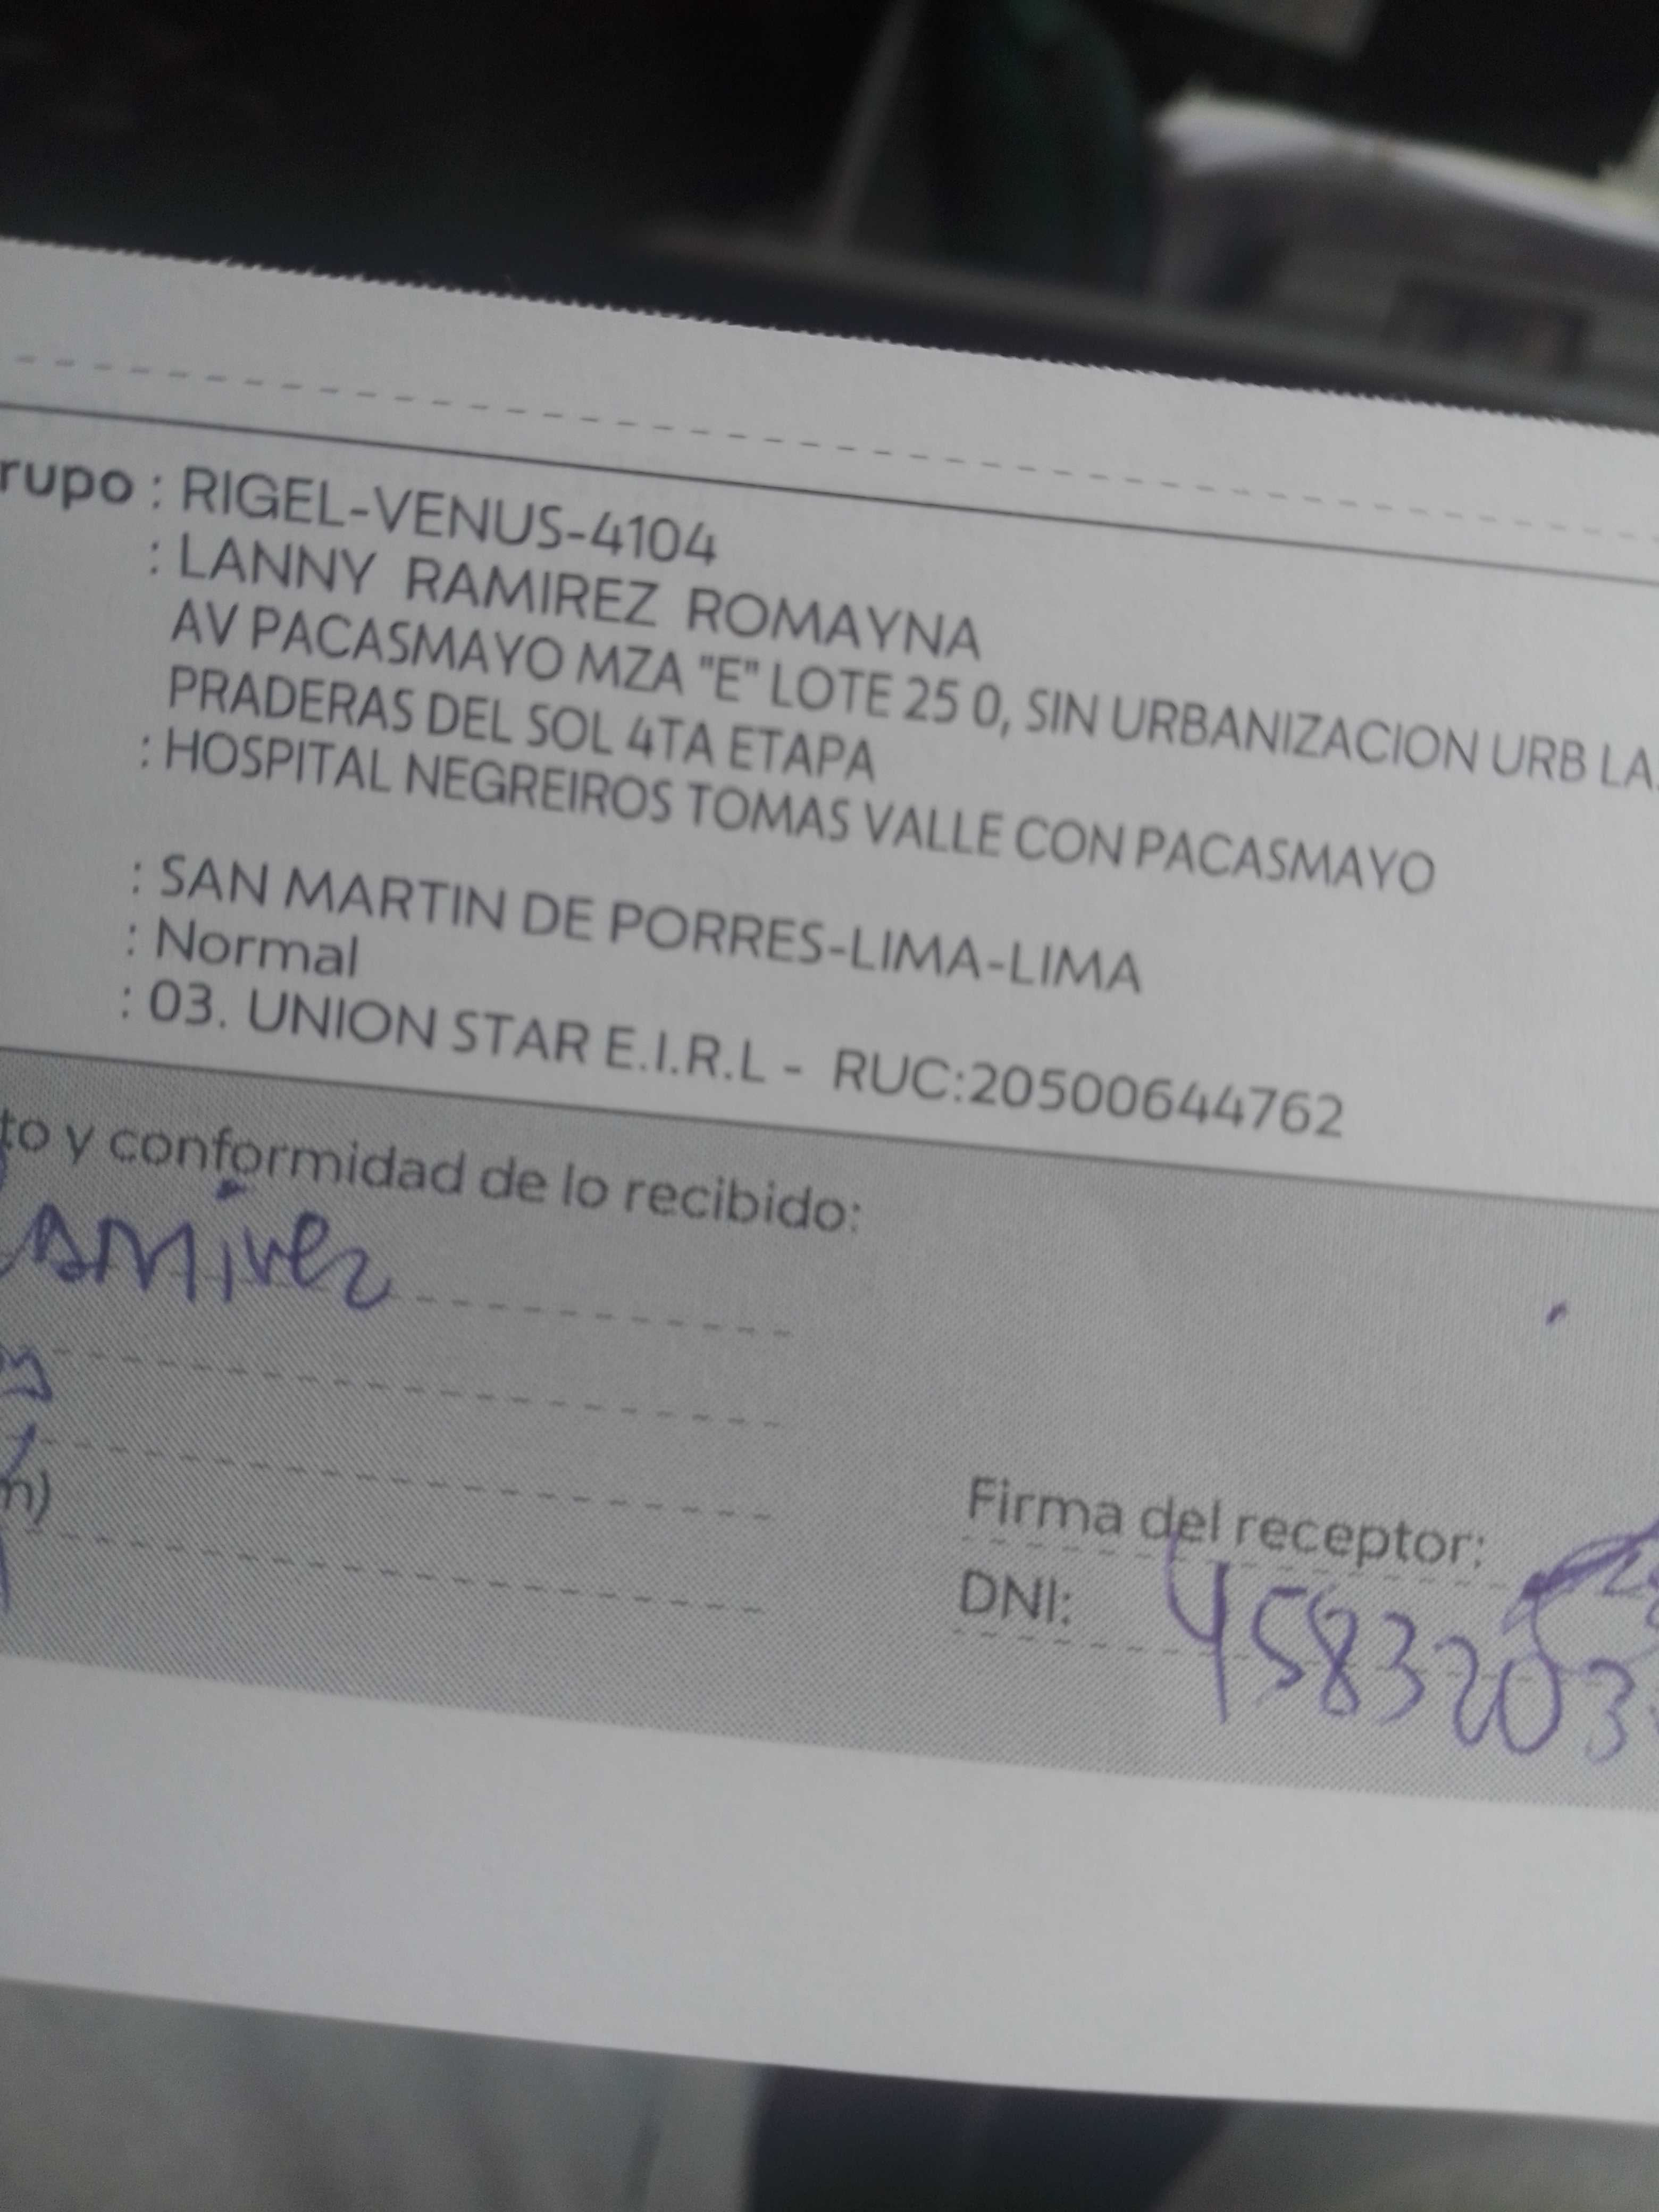 rupo : RIGEL-VENUS-4104
: LANNY RAMIREZ ROMAYNA
AV PACASMAYO MZA "E" LOTE 25 0, SIN URBANIZACION URB LA
PRADERAS DEL SOL 4TA ETAPA
: HOSPITAL NEGREIROS TOMAS VALLE CON PACASMAYO
: SAN MARTIN DE PORRES-LIMA-LIMA
: Normal
: 03. UNION STAR E.I.R.L - RUC:20500644762
to y conformidad de lo recibido:
amirez
n)
Firma del receptor:
DNI: 4583203